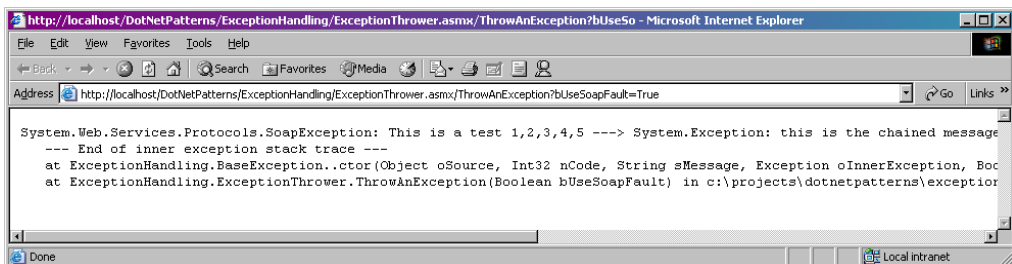 http://localhost/DotNetPatterns/ExceptionHandling/ExceptionThrower.asmx/ThrowAnException?bUseSo - Microsoft Internet Explorer
File Edit View Favorites Tools Help
Back Search Favorites Media
Address http://localhost/DotNetPatterns/ExceptionHandling/ExceptionThrower.asmx/ThrowAnException?bUseSoapFault=True Go Links »
System.Web.Services.Protocols.SoapException: This is a test 1,2,3,4,5 ---> System.Exception: this is the chained message
--- End of inner exception stack trace ---
at ExceptionHandling.BaseException..ctor(Object oSource, Int32 nCode, String sMessage, Exception oInnerException, Boo
at ExceptionHandling.ExceptionThrower.ThrowAnException(Boolean bUseSoapFault) in c:\projects\dotnetpatterns\exception
Done Local intranet